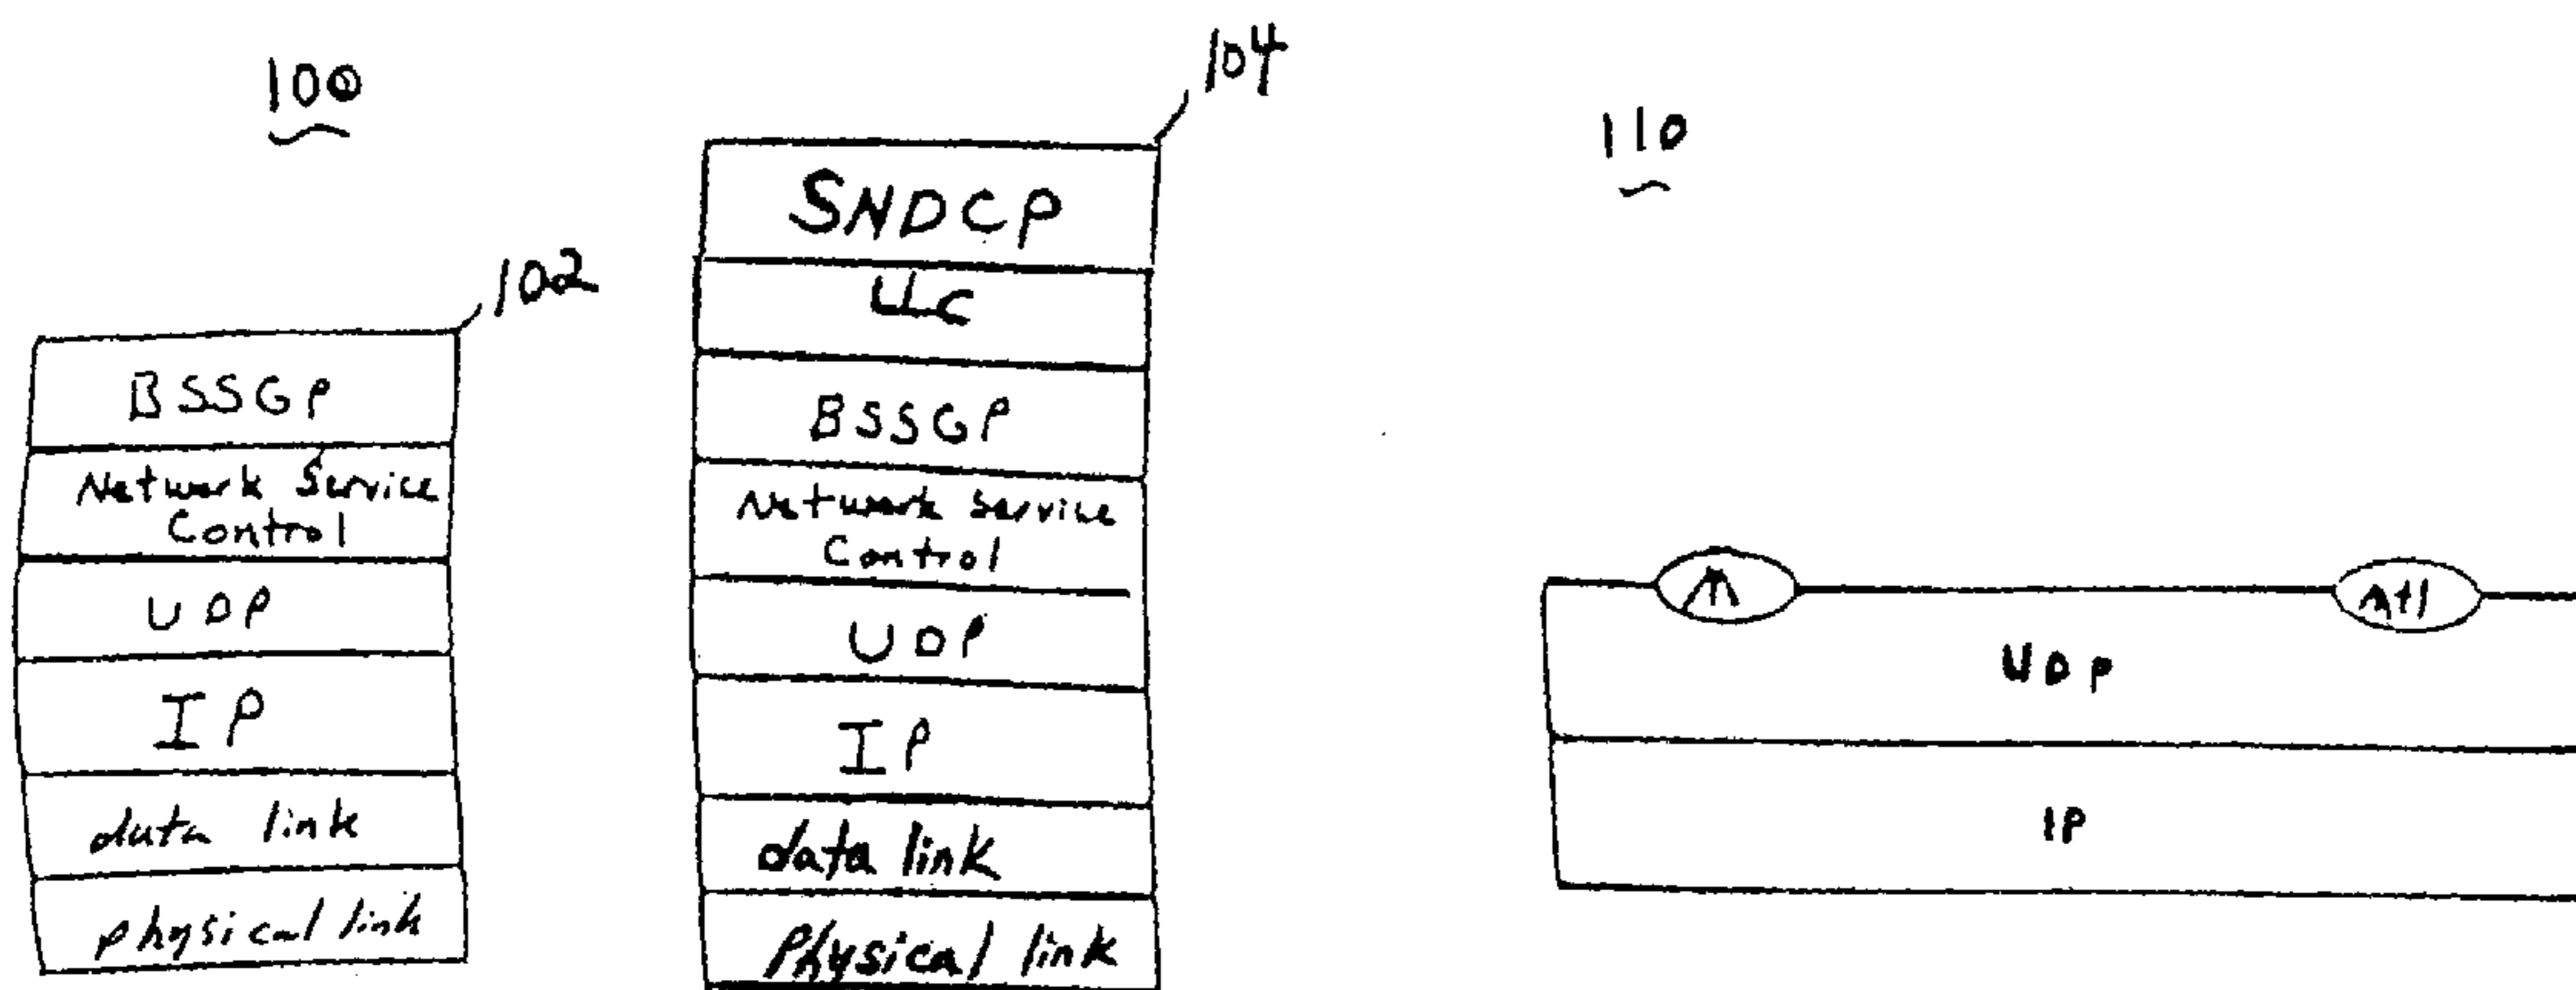 100
102
BSSGP
Network Service
Control
UDP
IP
data link
physical link
104
SNDCP
LLC
BSSGP
Network Service
Control
UDP
IP
data link
Physical link
110
n+1
UDP
IP